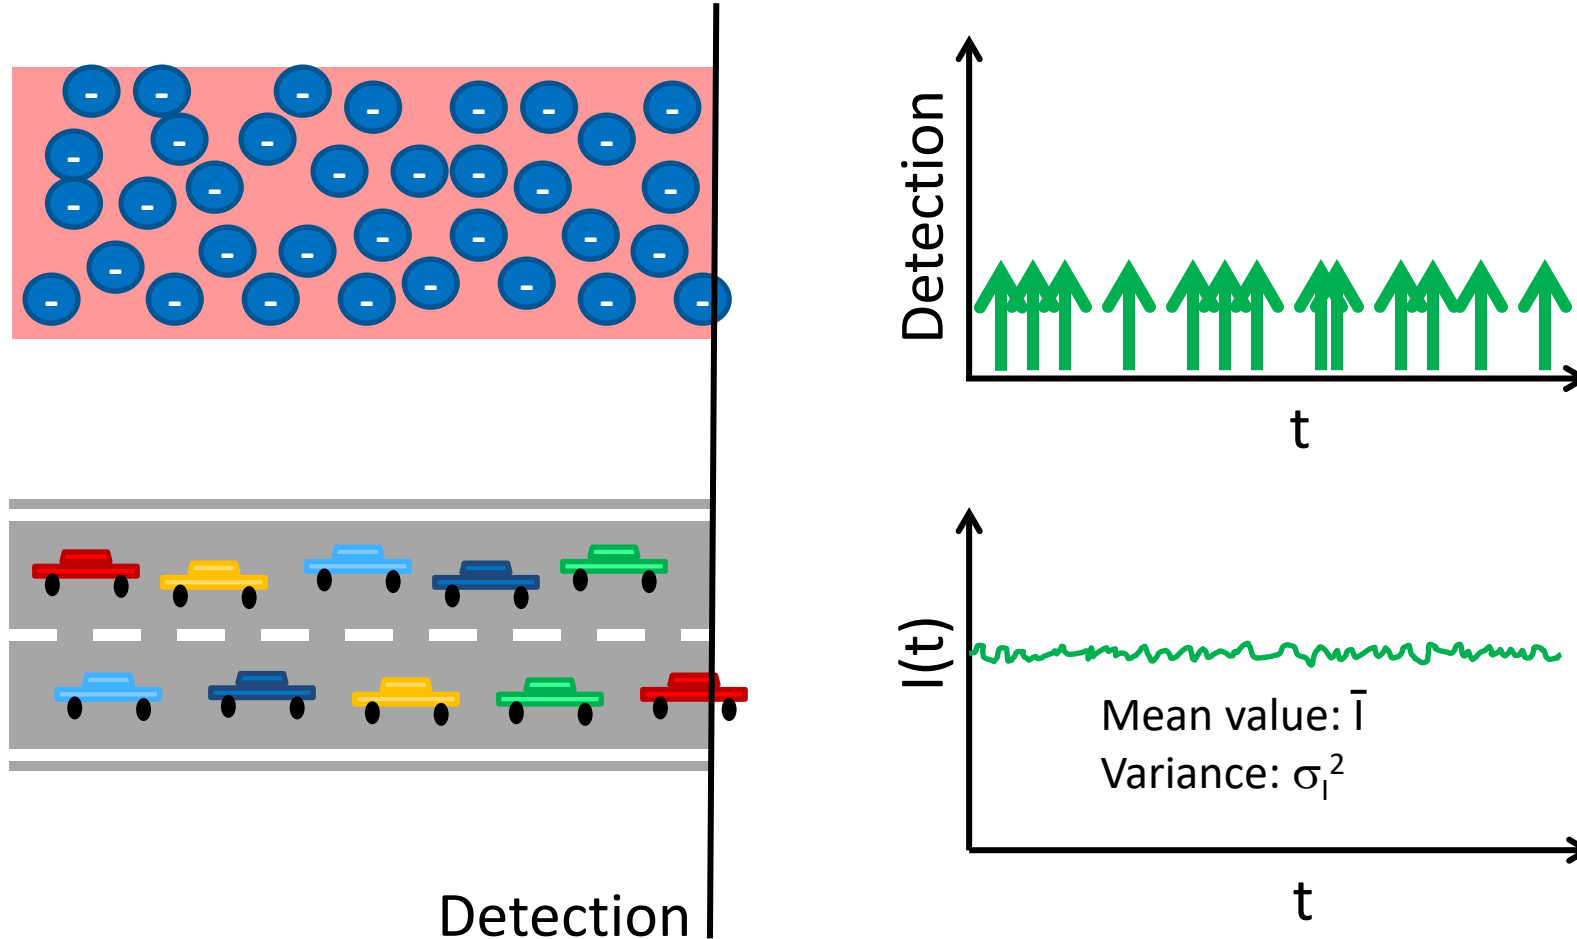 Detection
t
I(t)
Mean value: Ī
Variance: σI²
t
Detection
- - - - - - - - - - - - - - - - - - - - - - - - - - - - - - - - - -